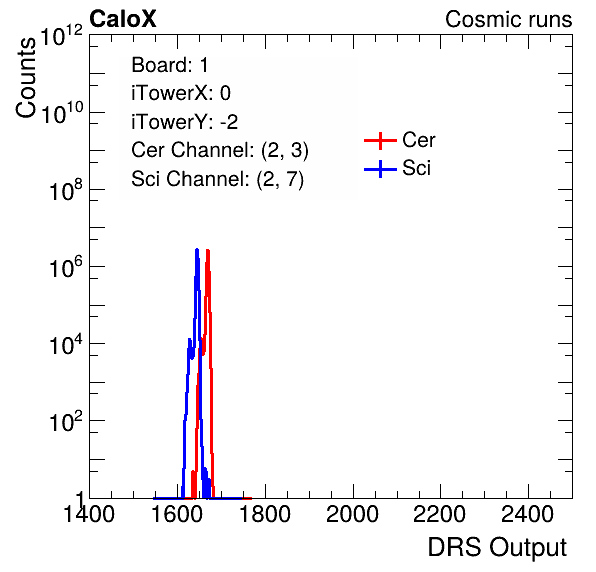 CaloX Cosmic runs
Counts
10^12
10^10
10^8
10^6
10^4
10^2
1
Board: 1
iTowerX: 0
iTowerY: -2
Cer Channel: (2, 3)
Sci Channel: (2, 7)
Cer
Sci
1400 1600 1800 2000 2200 2400
DRS Output